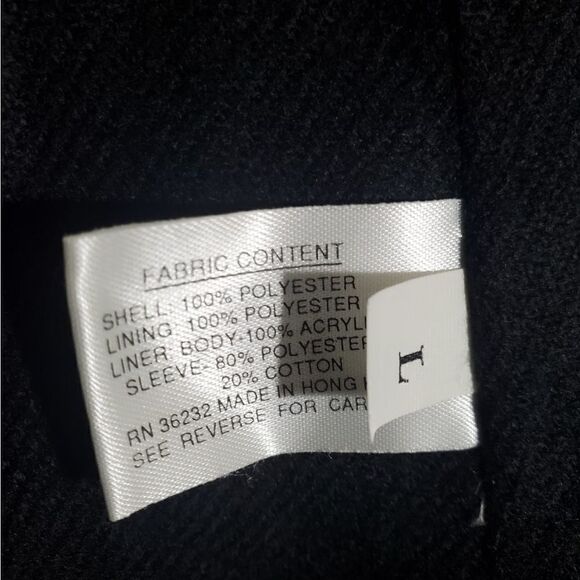 FABRIC CONTENT
SHELL: 100% POLYESTER
LINING: 100% POLYESTER
LINER: BODY-100% ACRYLI
SLEEVE- 80% POLYESTER
20% COTTON
RN 36232 MADE IN HONG
SEE REVERSE FOR CAR
L